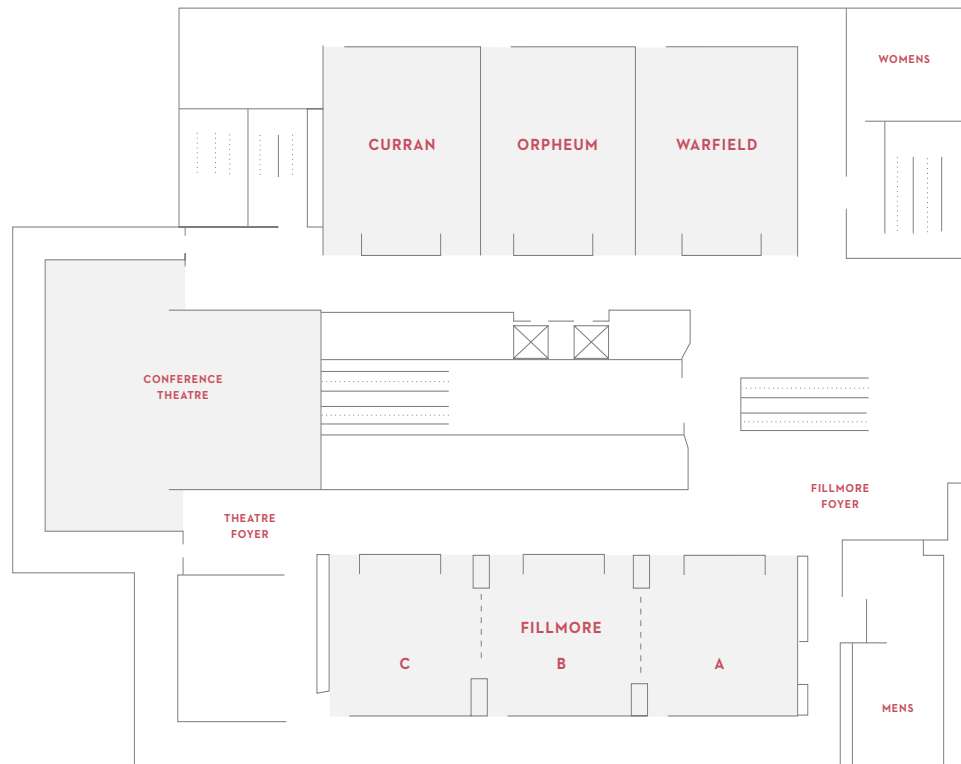 WOMENS
CURRAN
ORPHEUM
WARFIELD
CONFERENCE
THEATRE
FILLMORE
FOYER
THEATRE
FOYER
FILLMORE
C
B
A
MENS